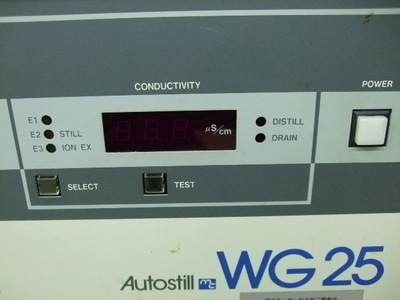 CONDUCTIVITY
POWER
E1
E2 STILL
E3 ION EX
μS/cm
DISTILL
DRAIN
SELECT
TEST
Autostill WG25